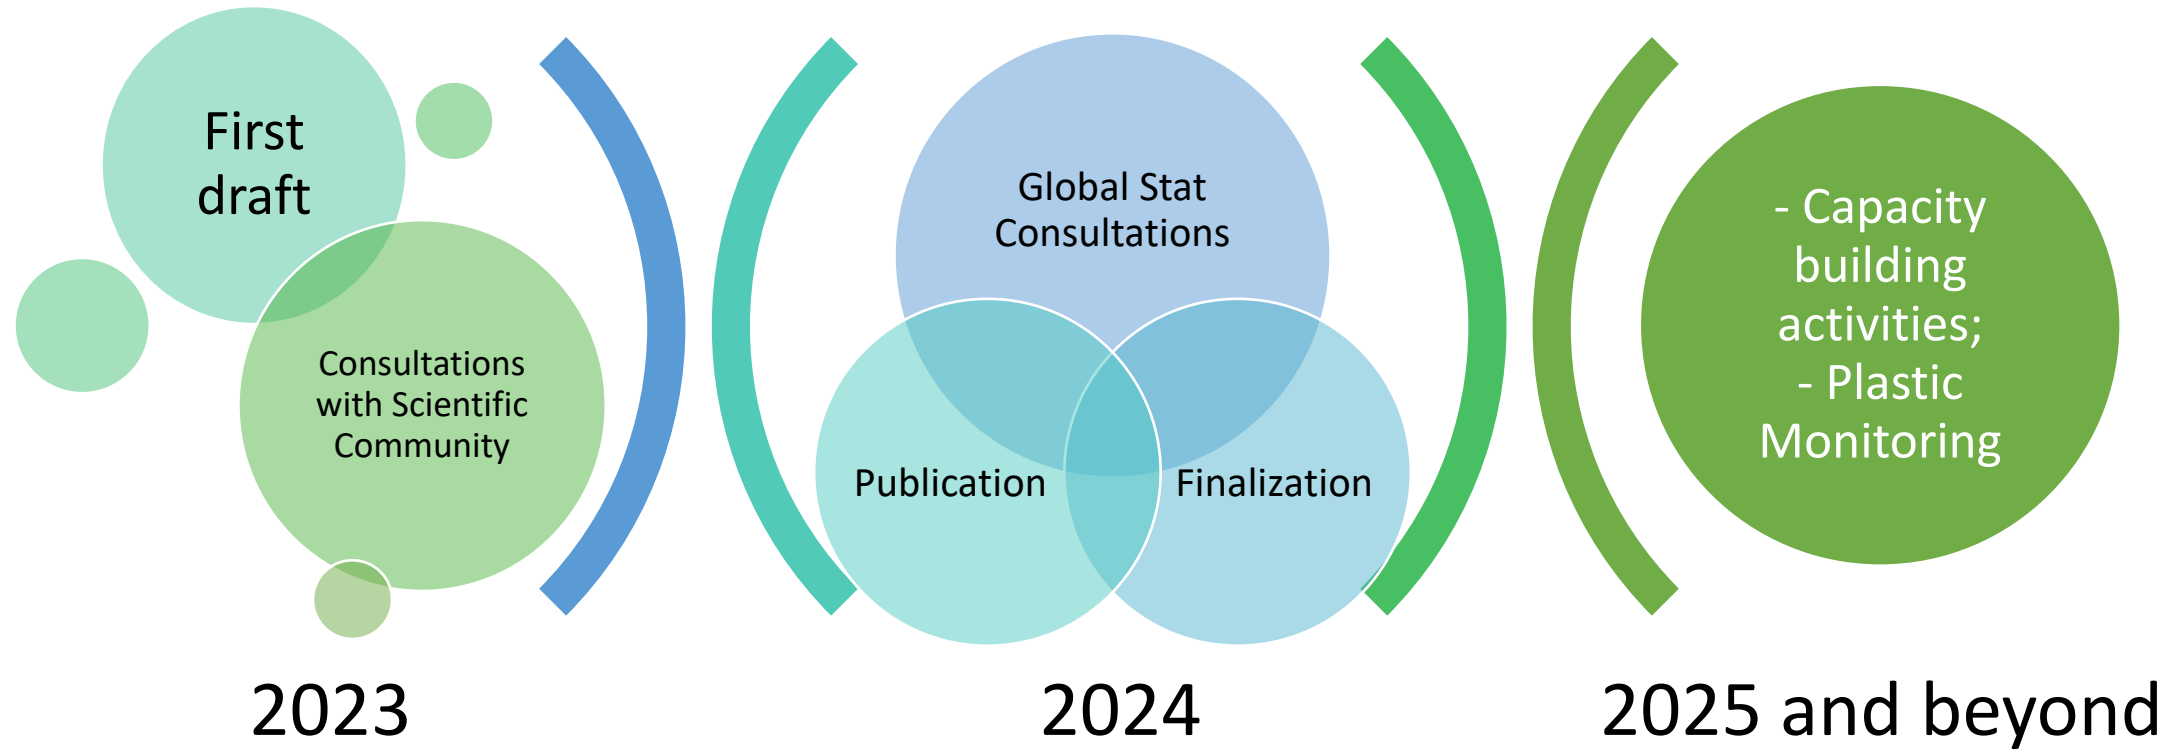 First
draft
Consultations
with Scientific
Community
2023
Global Stat
Consultations
Publication
Finalization
2024
- Capacity
building
activities;
- Plastic
Monitoring
2025 and beyond